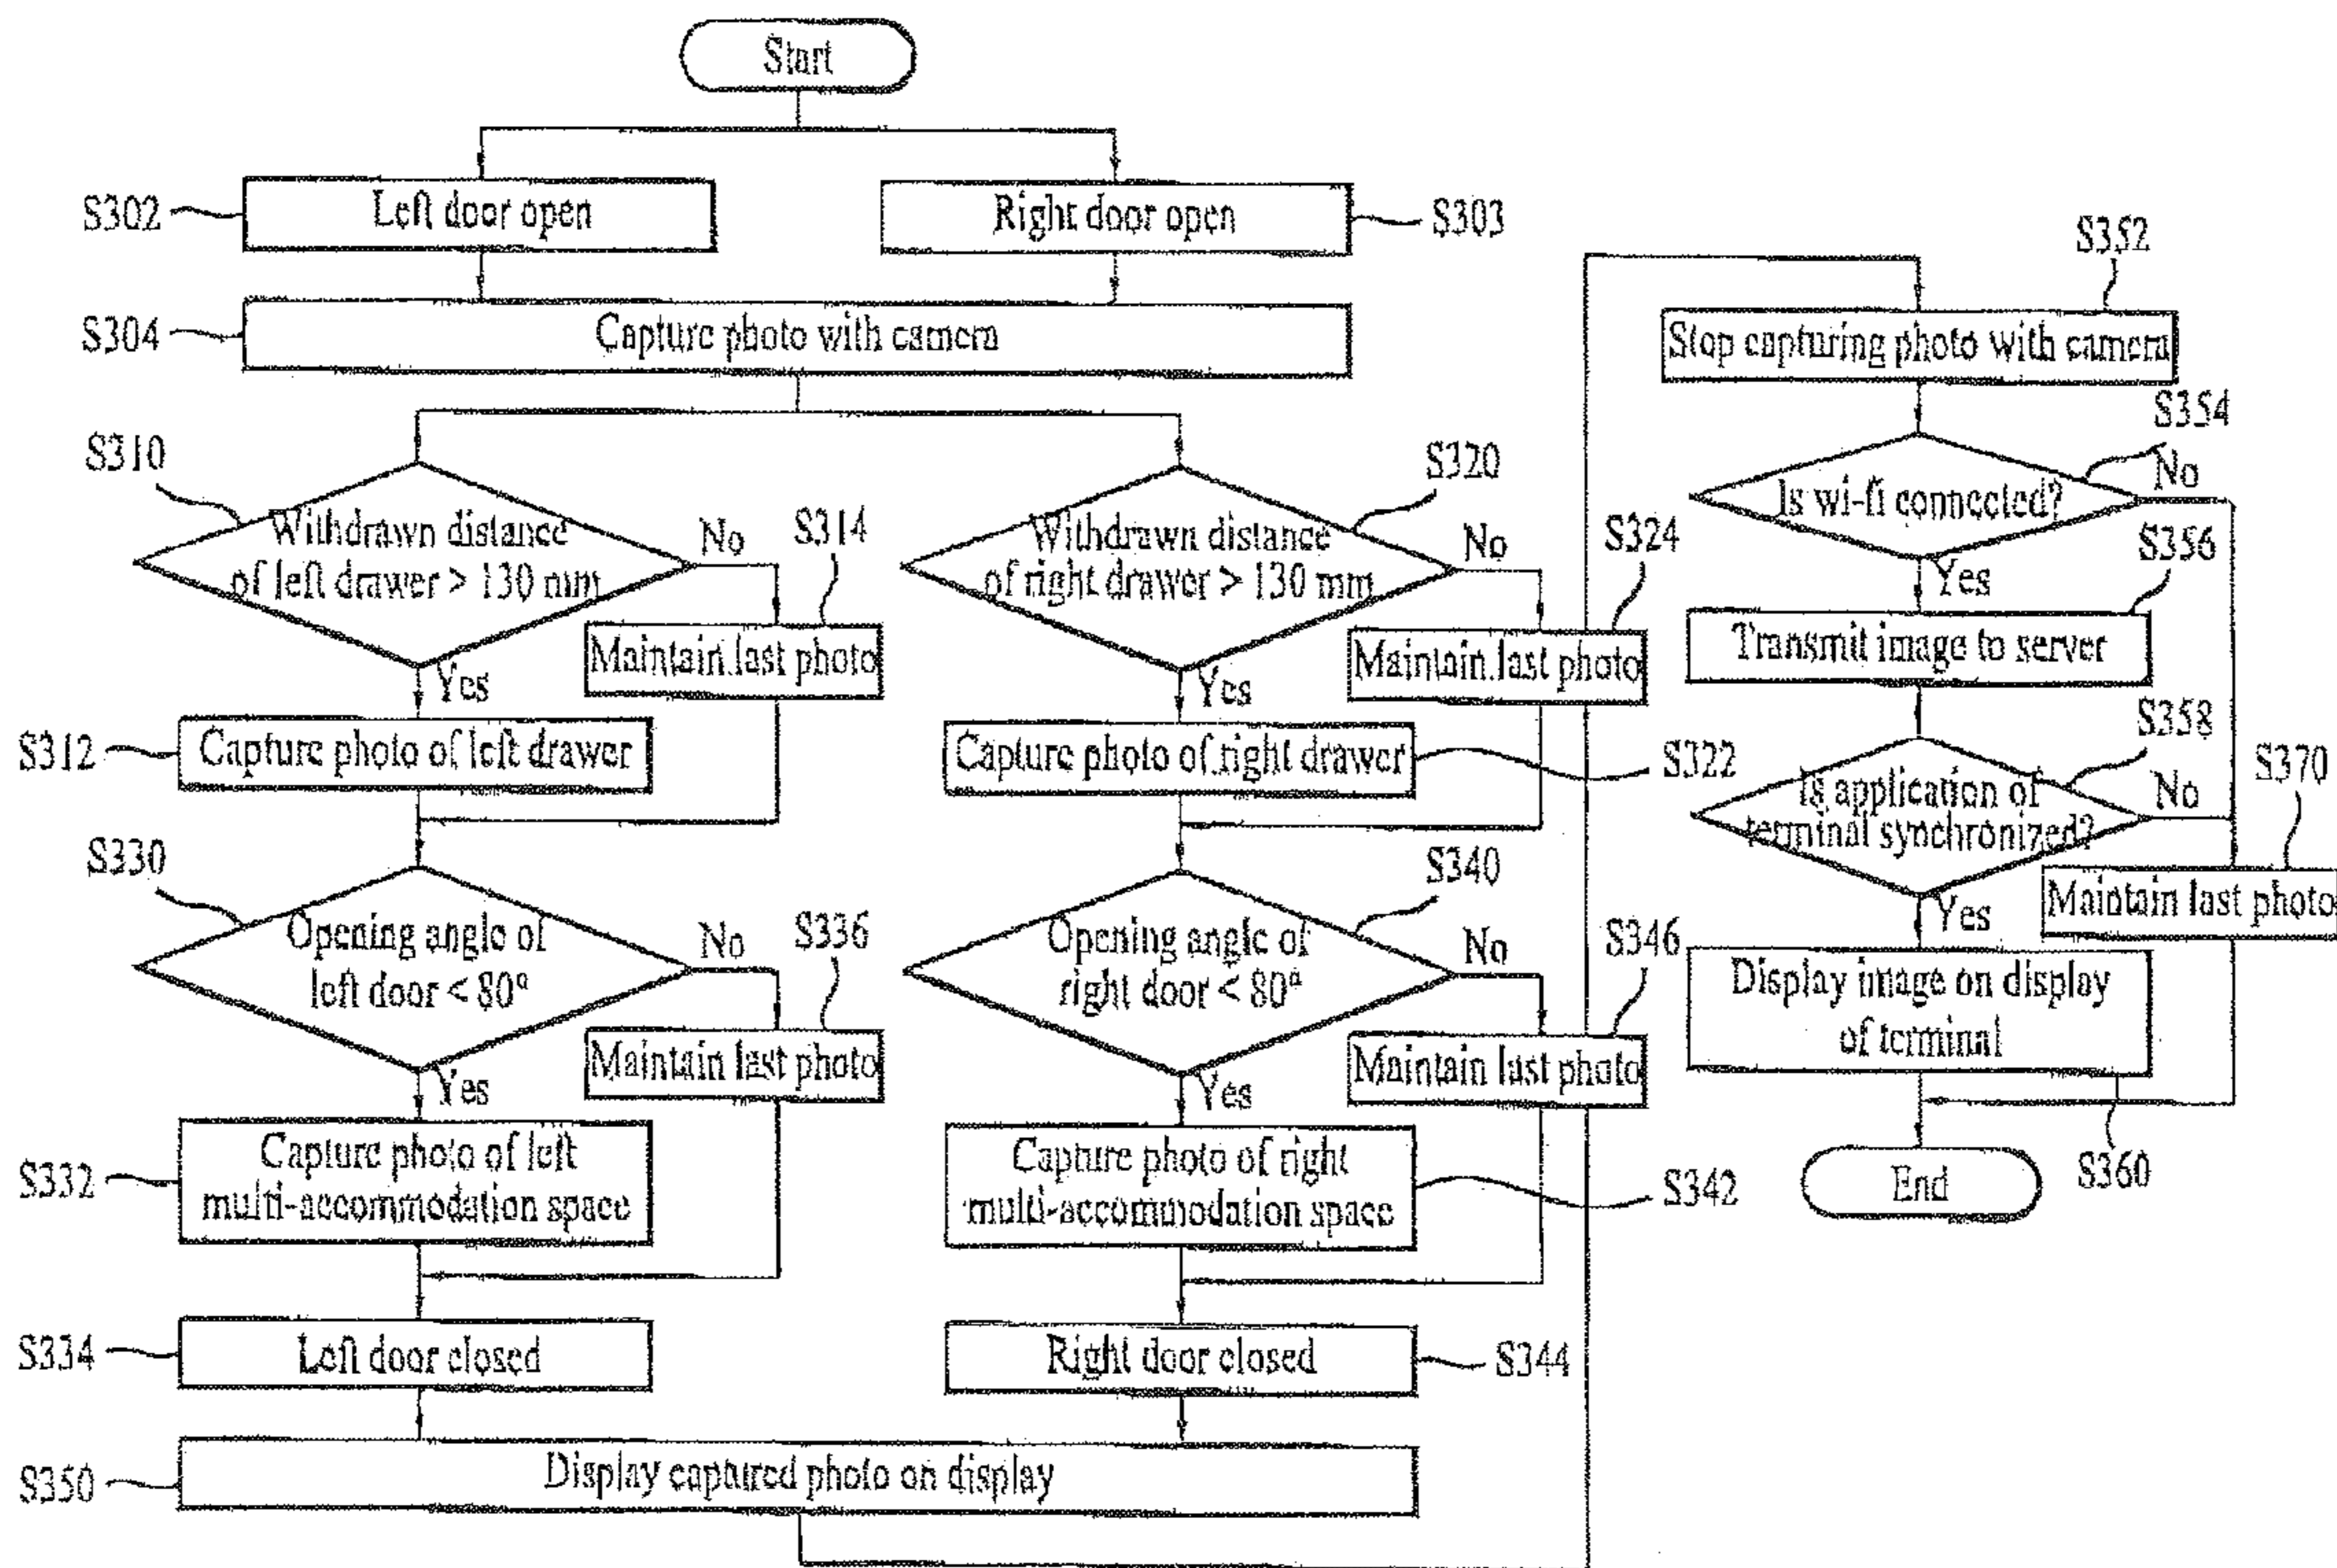 Start
S302
Left door open
Right door open
S303
S304
Capture photo with camera
S310
Withdrawn distance
of left drawer > 130 mm
No
S314
Maintain last photo
Yes
S312
Capture photo of left drawer
S320
Withdrawn distance
of right drawer > 130 mm
No
S324
Maintain last photo
Yes
Capture photo of right drawer
S322
S330
Opening angle of
left door < 80°
No
S336
Maintain last photo
Yes
S332
Capture photo of left
multi-accommodation space
S334
Left door closed
S340
Opening angle of
right door < 80°
No
S346
Maintain last photo
Yes
Capture photo of right
multi-accommodation space
S342
Right door closed
S344
S350
Display captured photo on display
S352
Stop capturing photo with camera
S354
Is wi-fi connected?
No
Yes
S356
Transmit image to server
S358
Is application of
terminal synchronized?
No
S370
Maintain last photo
Yes
Display image on display
of terminal
S360
End